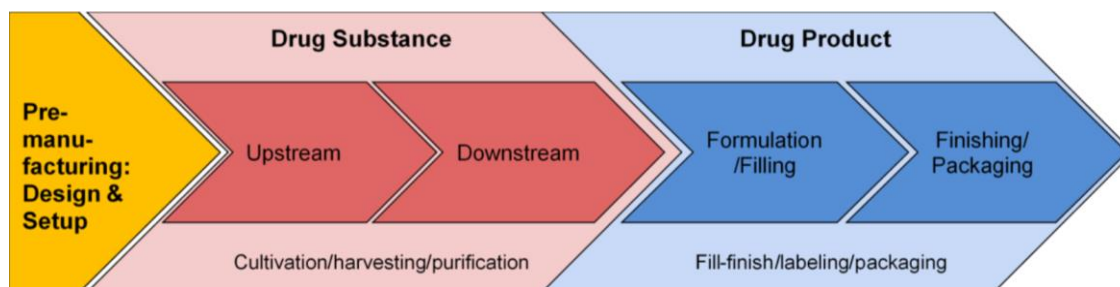 Pre-
manu-
facturing:
Design &
Setup
Drug Substance
Upstream
Downstream
Cultivation/harvesting/purification
Drug Product
Formulation
/Filling
Finishing/
Packaging
Fill-finish/labeling/packaging